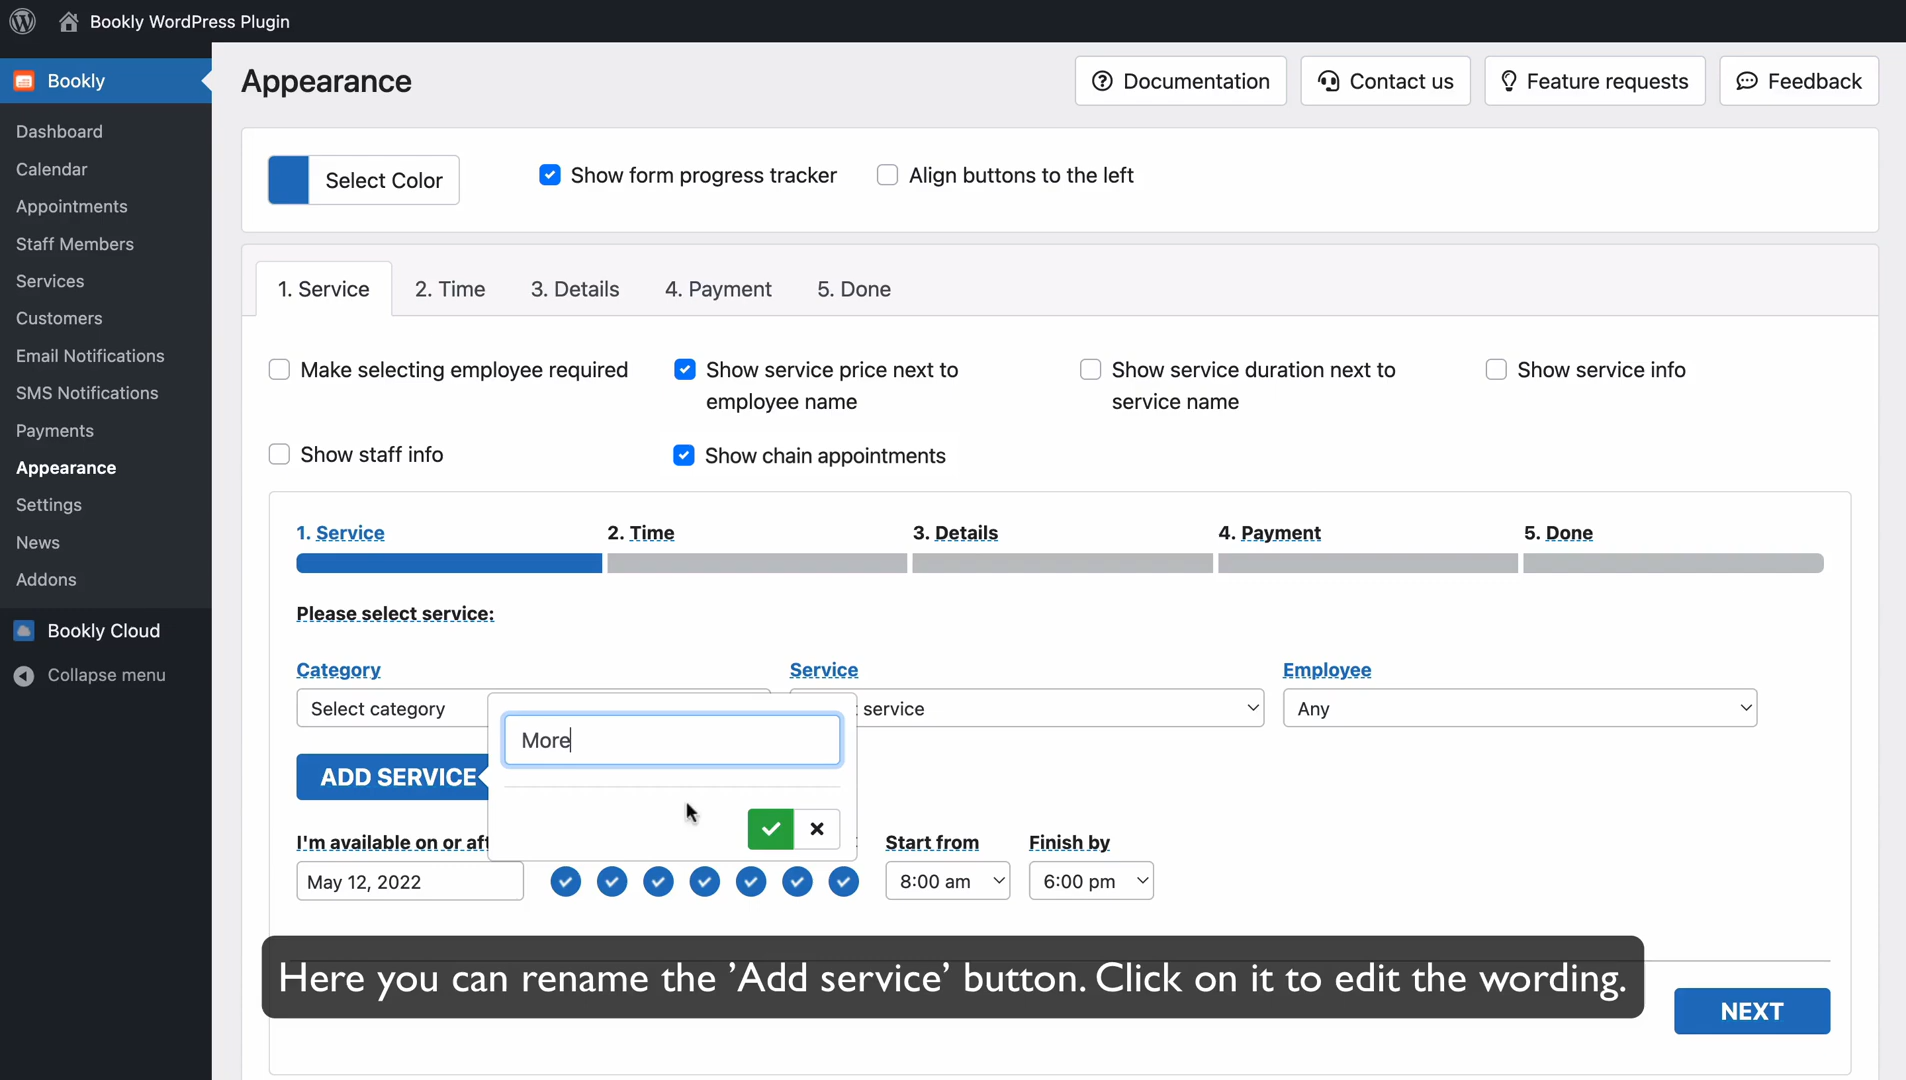 Bookly WordPress Plugin
Bookly
Dashboard
Calendar
Appointments
Staff Members
Services
Customers
Email Notifications
SMS Notifications
Payments
Appearance
Settings
News
Addons
Bookly Cloud
Collapse menu
Appearance
Documentation
Contact us
Feature requests
Feedback
Select Color
Show form progress tracker
Align buttons to the left
1. Service
2. Time
3. Details
4. Payment
5. Done
Make selecting employee required
Show service price next to
employee name
Show service duration next to
service name
Show service info
Show staff info
Show chain appointments
1. Service
2. Time
3. Details
4. Payment
5. Done
Please select service:
Category
Service
Employee
Select category
service
Any
More
ADD SERVICE
I'm available on or aft
Start from
Finish by
May 12, 2022
8:00 am
6:00 pm
Here you can rename the ’Add service’ button. Click on it to edit the wording.
NEXT